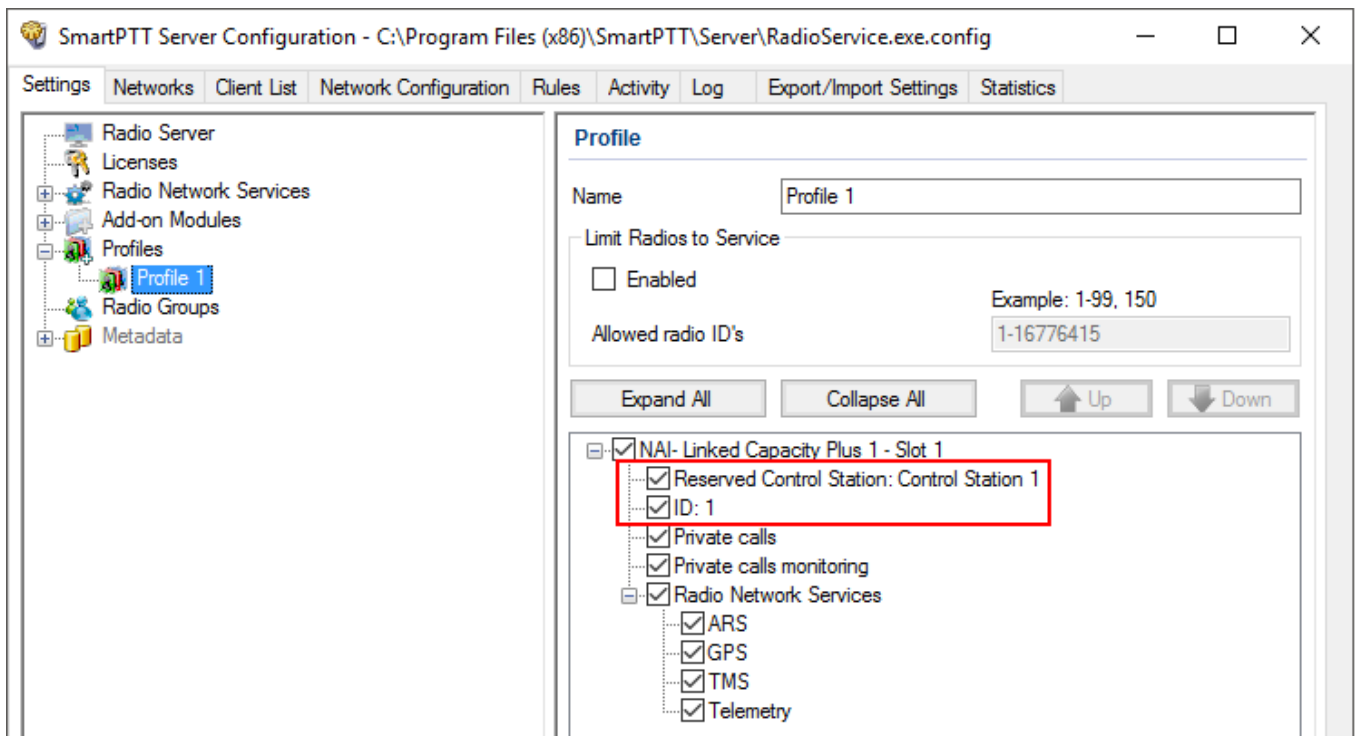 SmartPTT Server Configuration - C:\Program Files (x86)\SmartPTT\Server\RadioService.exe.config
Settings Networks Client List Network Configuration Rules Activity Log Export/Import Settings Statistics
Radio Server
Licenses
Radio Network Services
Add-on Modules
Profiles
Profile 1
Radio Groups
Metadata
Profile
Name Profile 1
Limit Radios to Service
Enabled
Example: 1-99, 150
Allowed radio ID's 1-16776415
Expand All Collapse All Up Down
NAI- Linked Capacity Plus 1 - Slot 1
Reserved Control Station: Control Station 1
ID: 1
Private calls
Private calls monitoring
Radio Network Services
ARS
GPS
TMS
Telemetry